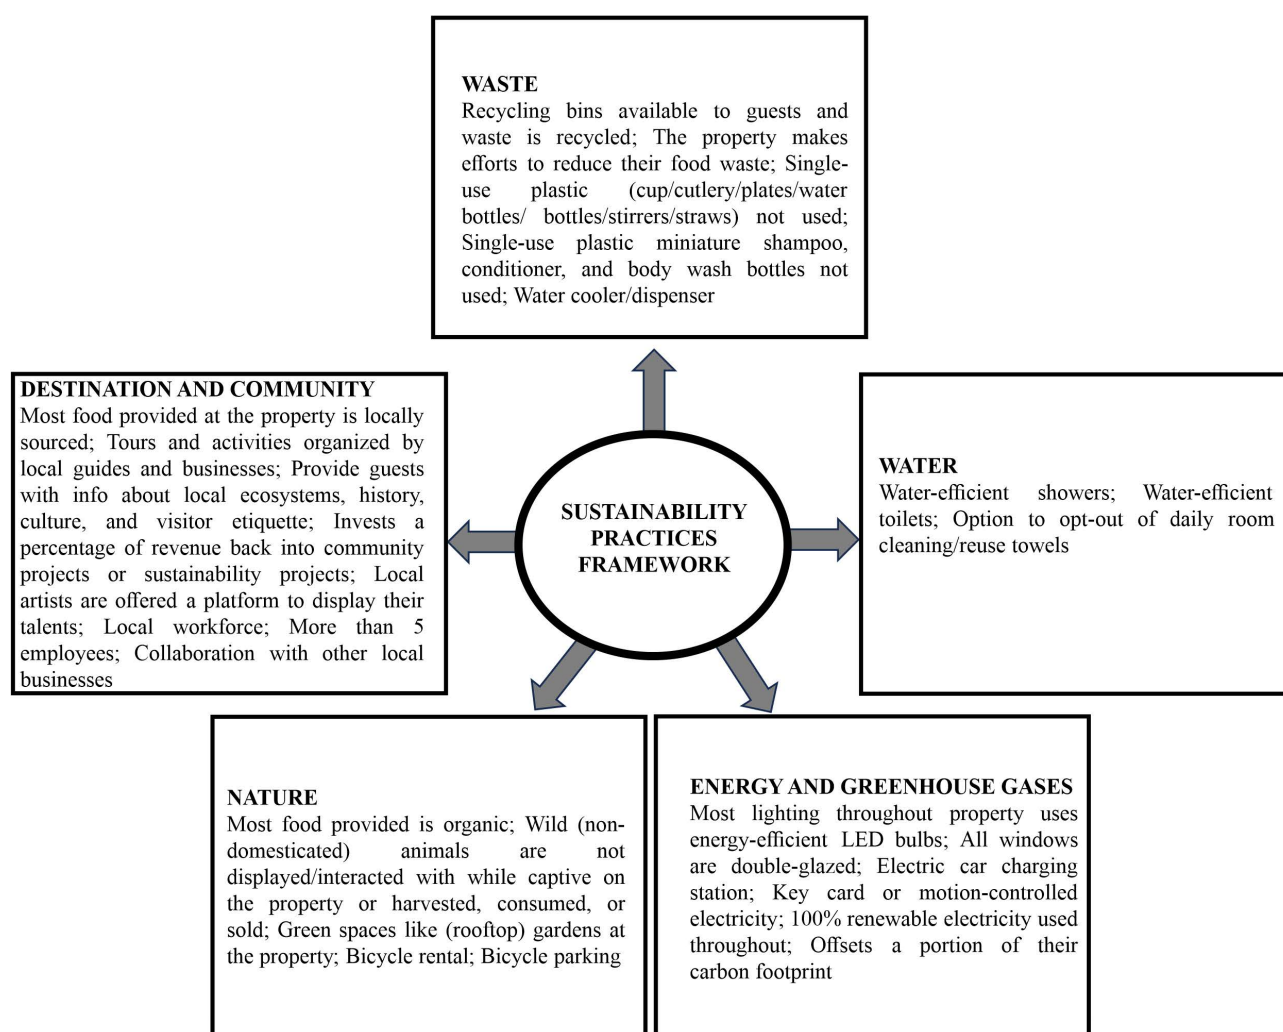 WASTE
Recycling bins available to guests and
waste is recycled; The property makes
efforts to reduce their food waste; Single-
use plastic (cup/cutlery/plates/water
bottles/ bottles/stirrers/straws) not used;
Single-use plastic miniature shampoo,
conditioner, and body wash bottles not
used; Water cooler/dispenser
DESTINATION AND COMMUNITY
Most food provided at the property is locally
sourced; Tours and activities organized by
local guides and businesses; Provide guests
with info about local ecosystems, history,
culture, and visitor etiquette; Invests a
percentage of revenue back into community
projects or sustainability projects; Local
artists are offered a platform to display their
talents; Local workforce; More than 5
employees; Collaboration with other local
businesses
SUSTAINABILITY
PRACTICES
FRAMEWORK
WATER
Water-efficient showers; Water-efficient
toilets; Option to opt-out of daily room
cleaning/reuse towels
NATURE
Most food provided is organic; Wild (non-
domesticated) animals are not
displayed/interacted with while captive on
the property or harvested, consumed, or
sold; Green spaces like (rooftop) gardens at
the property; Bicycle rental; Bicycle parking
ENERGY AND GREENHOUSE GASES
Most lighting throughout property uses
energy-efficient LED bulbs; All windows
are double-glazed; Electric car charging
station; Key card or motion-controlled
electricity; 100% renewable electricity used
throughout; Offsets a portion of their
carbon footprint